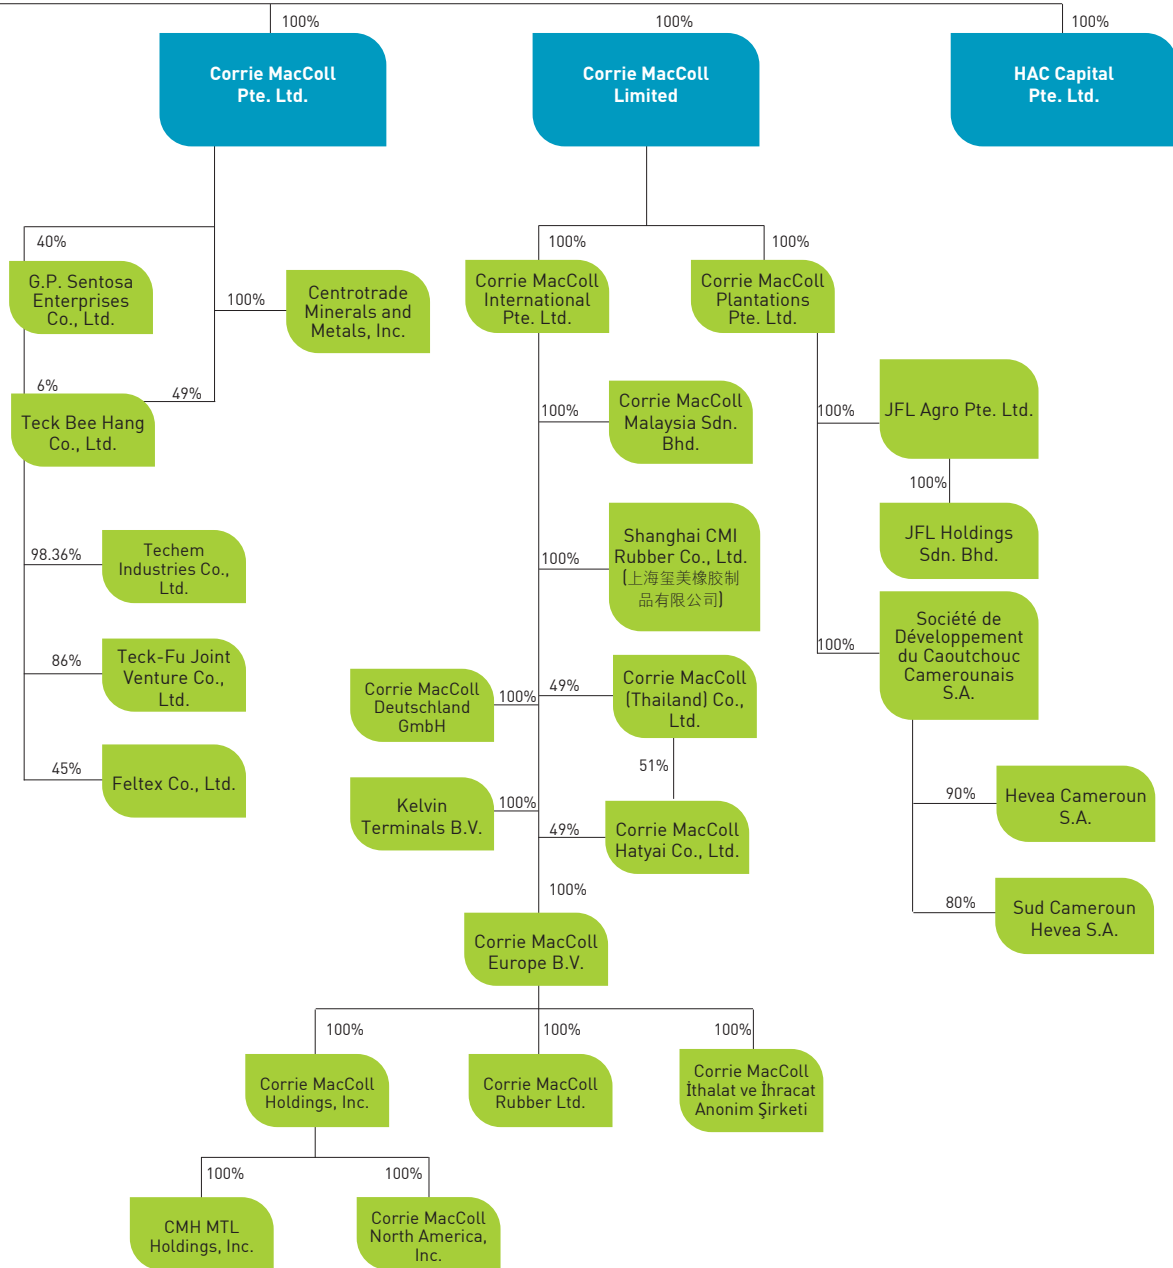 100%
100%
100%
Corrie MacColl
Pte. Ltd.
Corrie MacColl
Limited
HAC Capital
Pte. Ltd.
40%
G.P. Sentosa
Enterprises
Co., Ltd.
100%
Centrotrade
Minerals and
Metals, Inc.
6%
49%
Teck Bee Hang
Co., Ltd.
98.36%
Techem
Industries Co.,
Ltd.
86%
Teck-Fu Joint
Venture Co.,
Ltd.
45%
Feltex Co., Ltd.
100%
Corrie MacColl
International
Pte. Ltd.
100%
Corrie MacColl
Plantations
Pte. Ltd.
100%
Corrie MacColl
Malaysia Sdn.
Bhd.
100%
Shanghai CMI
Rubber Co., Ltd.
(上海玺美橡胶制
品有限公司)
Corrie MacColl
Deutschland
GmbH
100%
49%
Corrie MacColl
(Thailand) Co.,
Ltd.
51%
Kelvin
Terminals B.V.
100%
49%
Corrie MacColl
Hatyai Co., Ltd.
100%
Corrie MacColl
Europe B.V.
100%
Corrie MacColl
Holdings, Inc.
100%
Corrie MacColl
Rubber Ltd.
100%
Corrie MacColl
İthalat ve İhracat
Anonim Şirketi
100%
CMH MTL
Holdings, Inc.
100%
Corrie MacColl
North America,
Inc.
100%
JFL Agro Pte. Ltd.
100%
JFL Holdings
Sdn. Bhd.
100%
Société de
Développement
du Caoutchouc
Camerounais
S.A.
90%
Hevea Cameroun
S.A.
80%
Sud Cameroun
Hevea S.A.